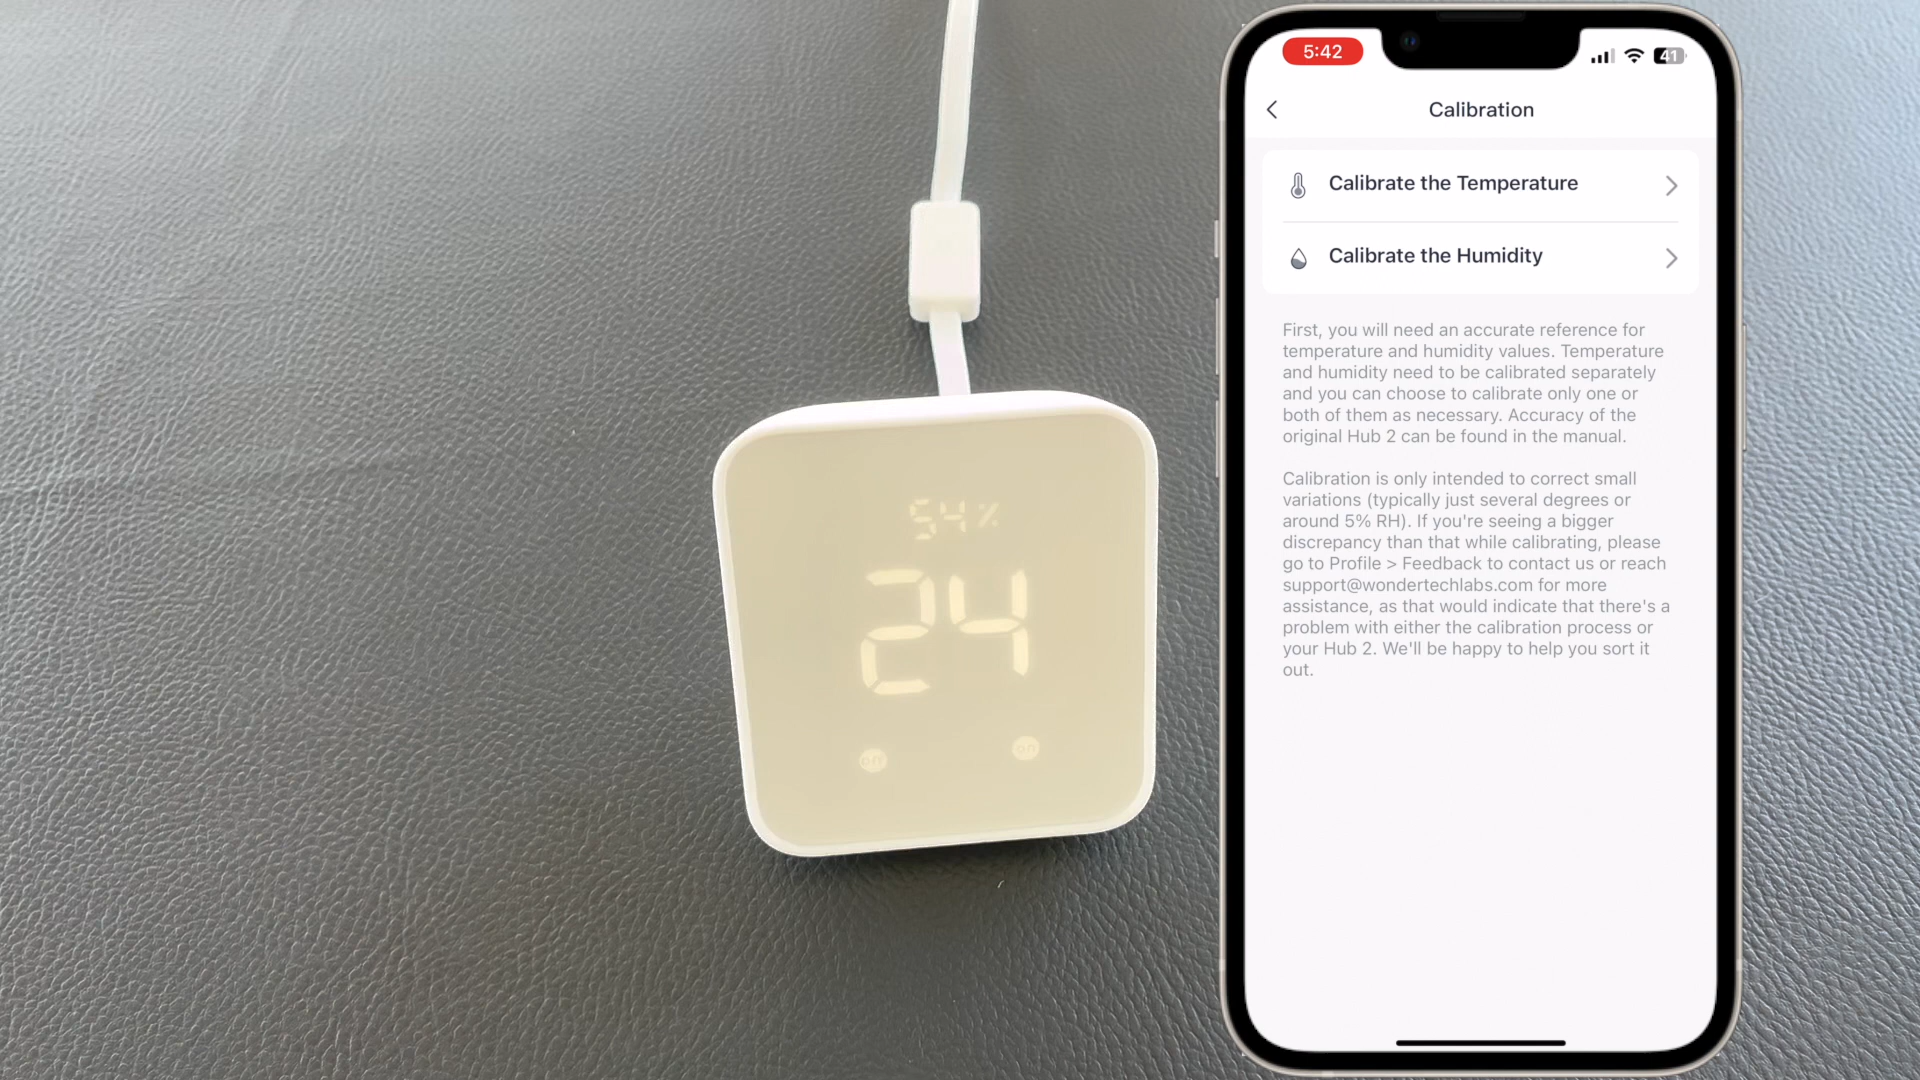 54%
24
off
on
5:42
41
Calibration
Calibrate the Temperature
Calibrate the Humidity
First, you will need an accurate reference for
temperature and humidity values. Temperature
and humidity need to be calibrated separately
and you can choose to calibrate only one or
both of them as necessary. Accuracy of the
original Hub 2 can be found in the manual.
Calibration is only intended to correct small
variations (typically just several degrees or
around 5% RH). If you're seeing a bigger
discrepancy than that while calibrating, please
go to Profile > Feedback to contact us or reach
support@wondertechlabs.com for more
assistance, as that would indicate that there's a
problem with either the calibration process or
your Hub 2. We'll be happy to help you sort it
out.